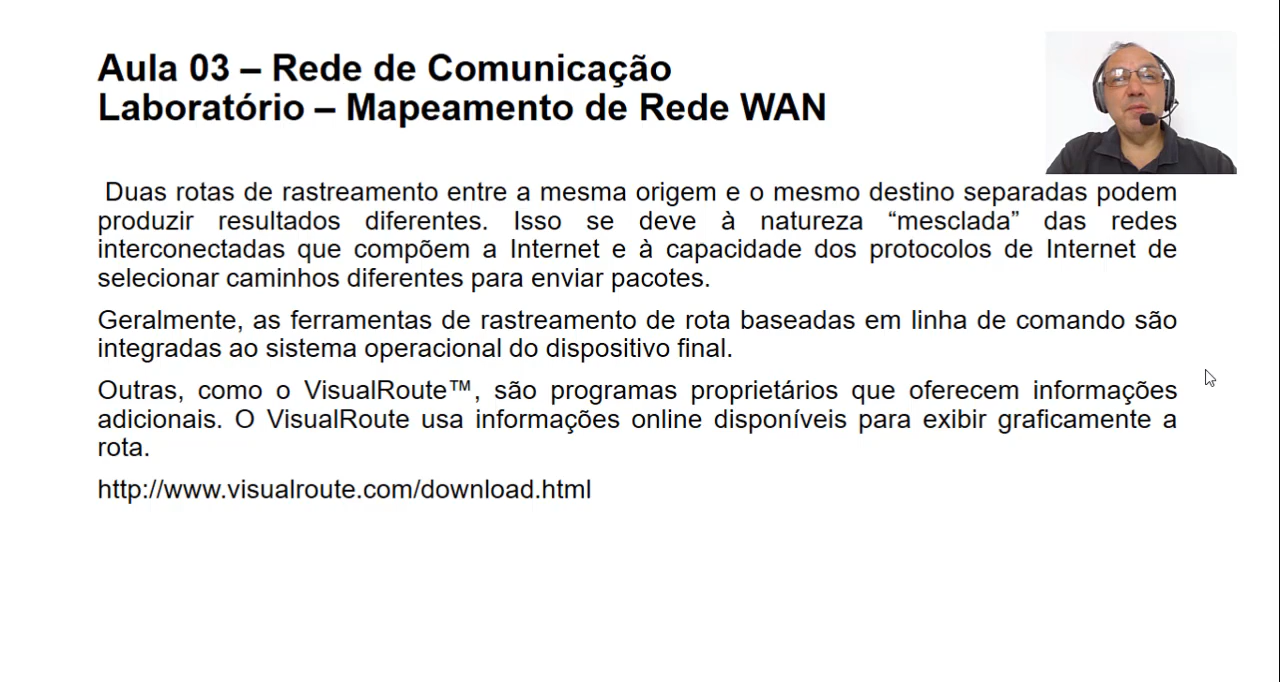 Aula 03 – Rede de Comunicação
Laboratório – Mapeamento de Rede WAN
Duas rotas de rastreamento entre a mesma origem e o mesmo destino separadas podem
produzir resultados diferentes. Isso se deve à natureza “mesclada” das redes
interconectadas que compõem a Internet e à capacidade dos protocolos de Internet de
selecionar caminhos diferentes para enviar pacotes.
Geralmente, as ferramentas de rastreamento de rota baseadas em linha de comando são
integradas ao sistema operacional do dispositivo final.
Outras, como o VisualRoute™, são programas proprietários que oferecem informações
adicionais. O VisualRoute usa informações online disponíveis para exibir graficamente a
rota.
http://www.visualroute.com/download.html